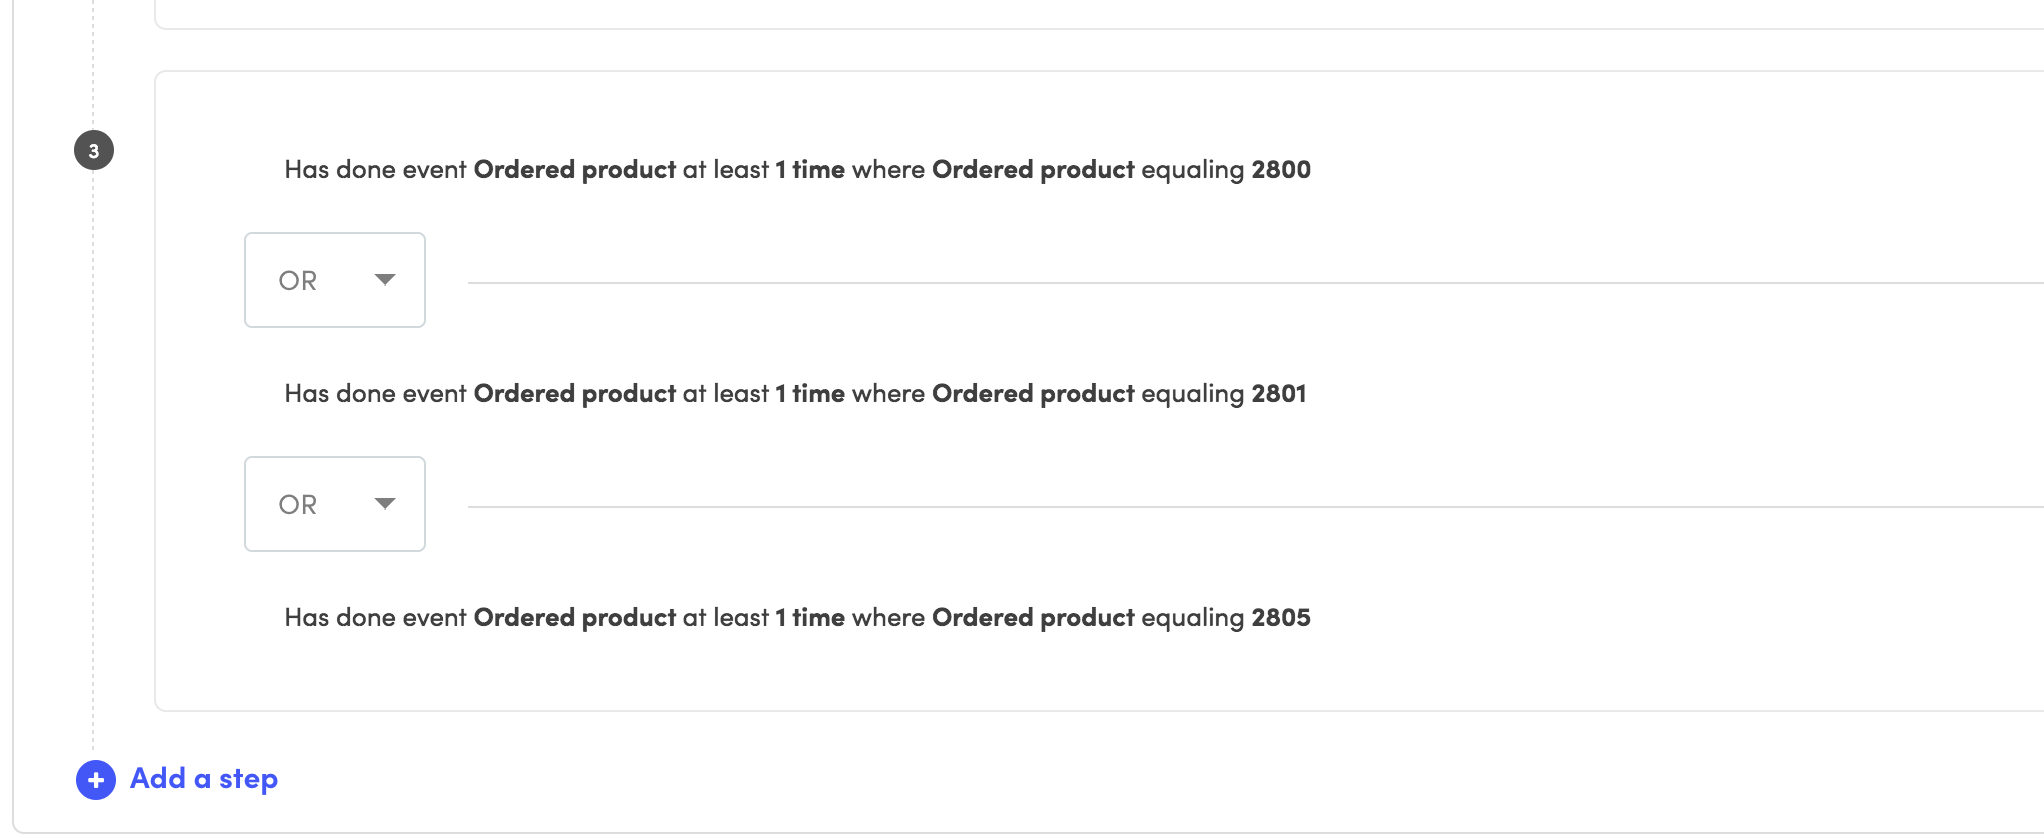 3
Has done event Ordered product at least 1 time where Ordered product equaling 2800
OR
Has done event Ordered product at least 1 time where Ordered product equaling 2801
OR
Has done event Ordered product at least 1 time where Ordered product equaling 2805
Add a step